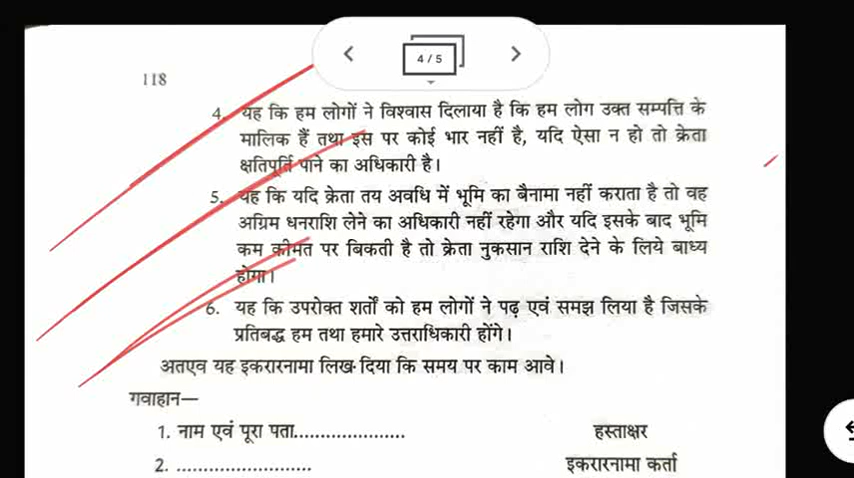 4/5
118
4. यह कि हम लोगों ने विश्वास दिलाया है कि हम लोग उक्त सम्पत्ति के
मालिक हैं तथा इस पर कोई भार नहीं है, यदि ऐसा न हो तो क्रेता
क्षतिपूर्ति पाने का अधिकारी है।
5. यह कि यदि क्रेता तय अवधि में भूमि का बैनामा नहीं कराता है तो वह
अग्रिम धनराशि लेने का अधिकारी नहीं रहेगा और यदि इसके बाद भूमि
कम कीमत पर बिकती है तो क्रेता नुकसान राशि देने के लिये बाध्य
होगा।
6. यह कि उपरोक्त शर्तों को हम लोगों ने पढ़ एवं समझ लिया है जिसके
प्रतिबद्ध हम तथा हमारे उत्तराधिकारी होंगे।
अतएव यह इकरारनामा लिख दिया कि समय पर काम आवे।
गवाहान—
1. नाम एवं पूरा पता..................... हस्ताक्षर
2. ......................... इकरारनामा कर्ता